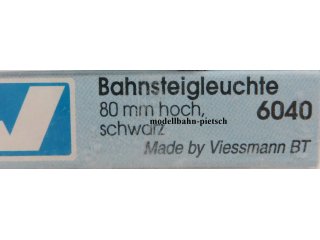 Bahnsteigleuchte
80 mm hoch, 6040
schwarz
modellbahn-pietsch
Made by Viessmann BT